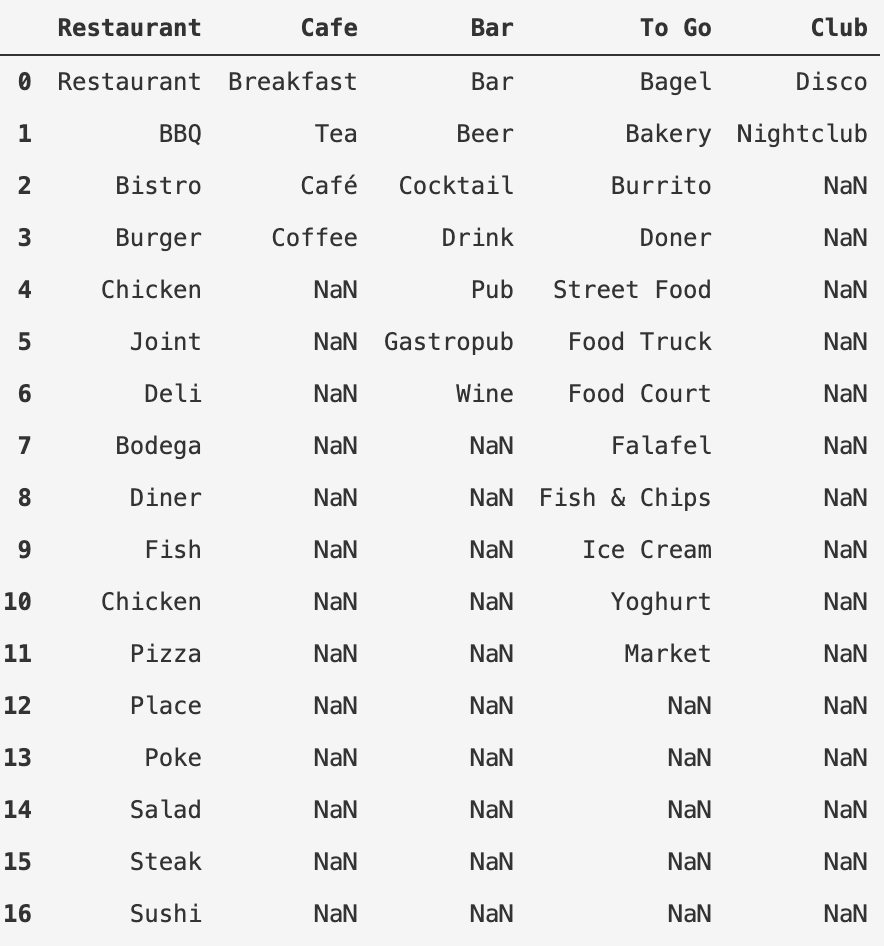 Restaurant Cafe Bar To Go Club
0 Restaurant Breakfast Bar Bagel Disco
1 BBQ Tea Beer Bakery Nightclub
2 Bistro Café Cocktail Burrito NaN
3 Burger Coffee Drink Doner NaN
4 Chicken NaN Pub Street Food NaN
5 Joint NaN Gastropub Food Truck NaN
6 Deli NaN Wine Food Court NaN
7 Bodega NaN NaN Falafel NaN
8 Diner NaN NaN Fish & Chips NaN
9 Fish NaN NaN Ice Cream NaN
10 Chicken NaN NaN Yoghurt NaN
11 Pizza NaN NaN Market NaN
12 Place NaN NaN NaN NaN
13 Poke NaN NaN NaN NaN
14 Salad NaN NaN NaN NaN
15 Steak NaN NaN NaN NaN
16 Sushi NaN NaN NaN NaN